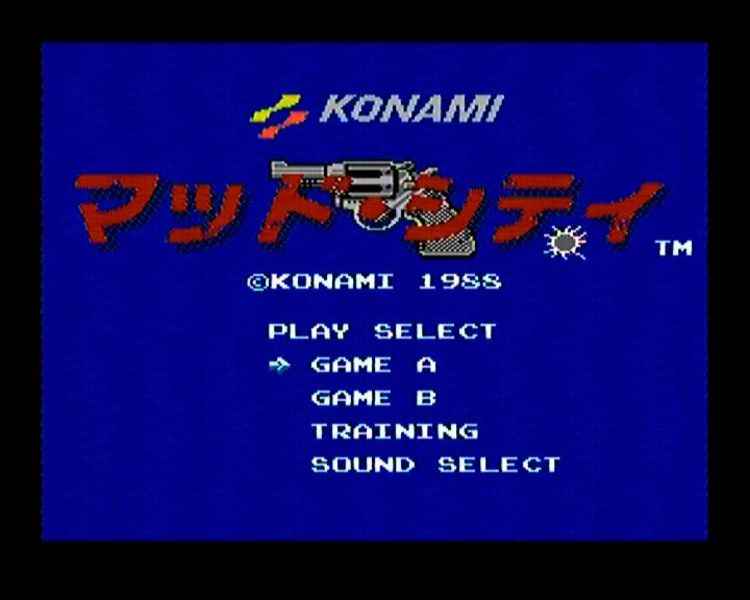 KONAMI
マッド・シティ
TM
©KONAMI 1988
PLAY SELECT
GAME A
GAME B
TRAINING
SOUND SELECT